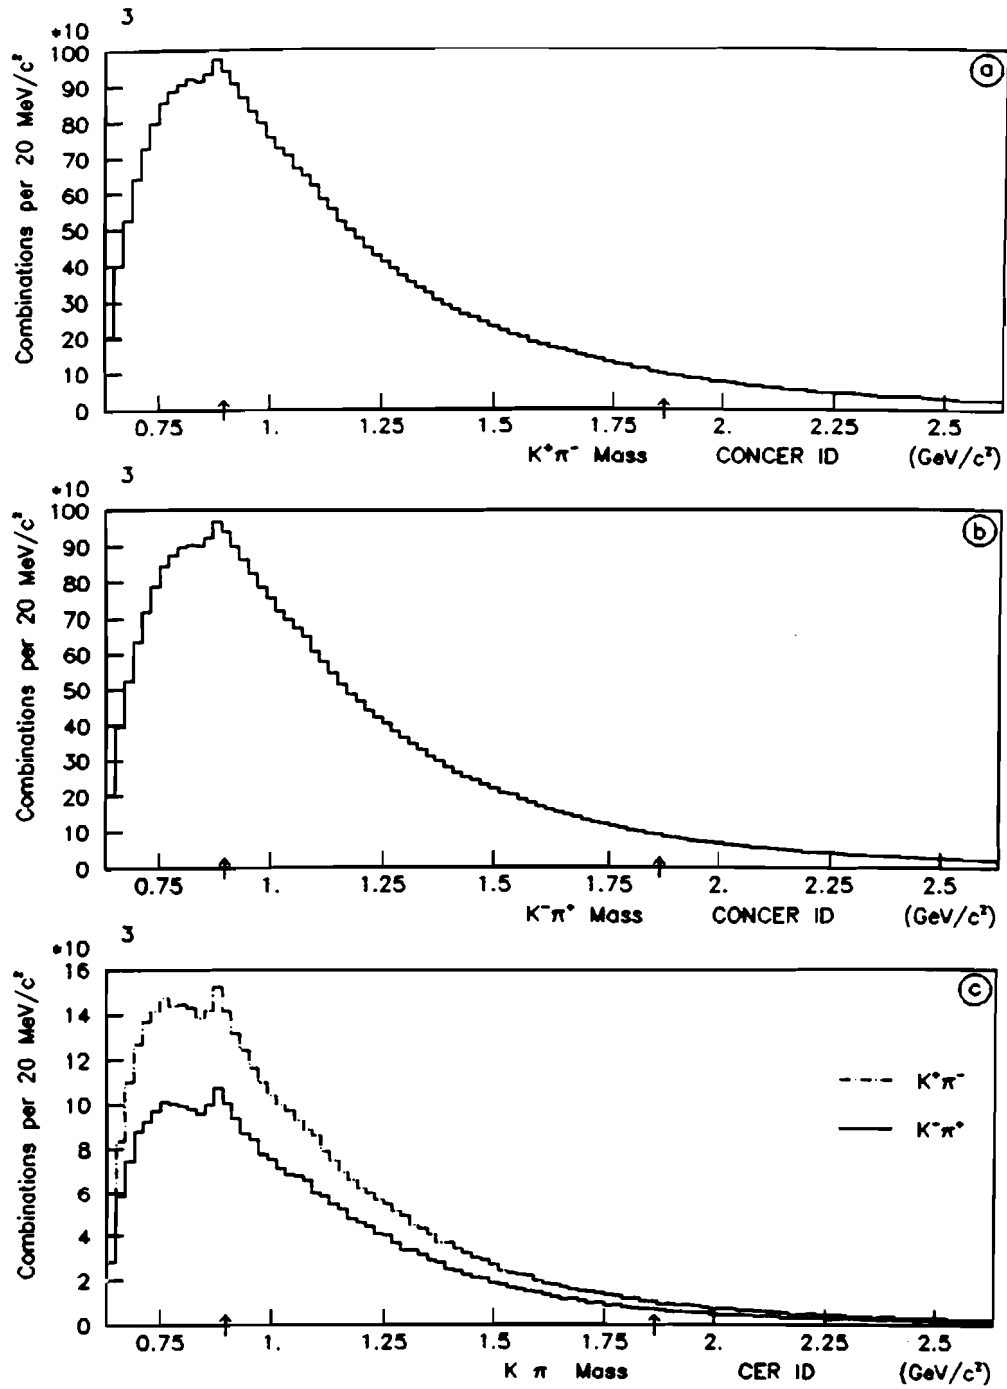 *10 3
Combinations per 20 MeV/c²
100
90
80
70
60
50
40
30
20
10
0
a
0.75 1. 1.25 1.5 1.75 2. 2.25 2.5
K⁺π⁻ Mass CONCER ID (GeV/c²)
*10 3
Combinations per 20 MeV/c²
100
90
80
70
60
50
40
30
20
10
0
b
0.75 1. 1.25 1.5 1.75 2. 2.25 2.5
K⁻π⁺ Mass CONCER ID (GeV/c²)
*10 3
Combinations per 20 MeV/c²
16
14
12
10
8
6
4
2
0
c
K⁺π⁻
K⁻π⁺
0.75 1. 1.25 1.5 1.75 2. 2.25 2.5
K π Mass CER ID (GeV/c²)